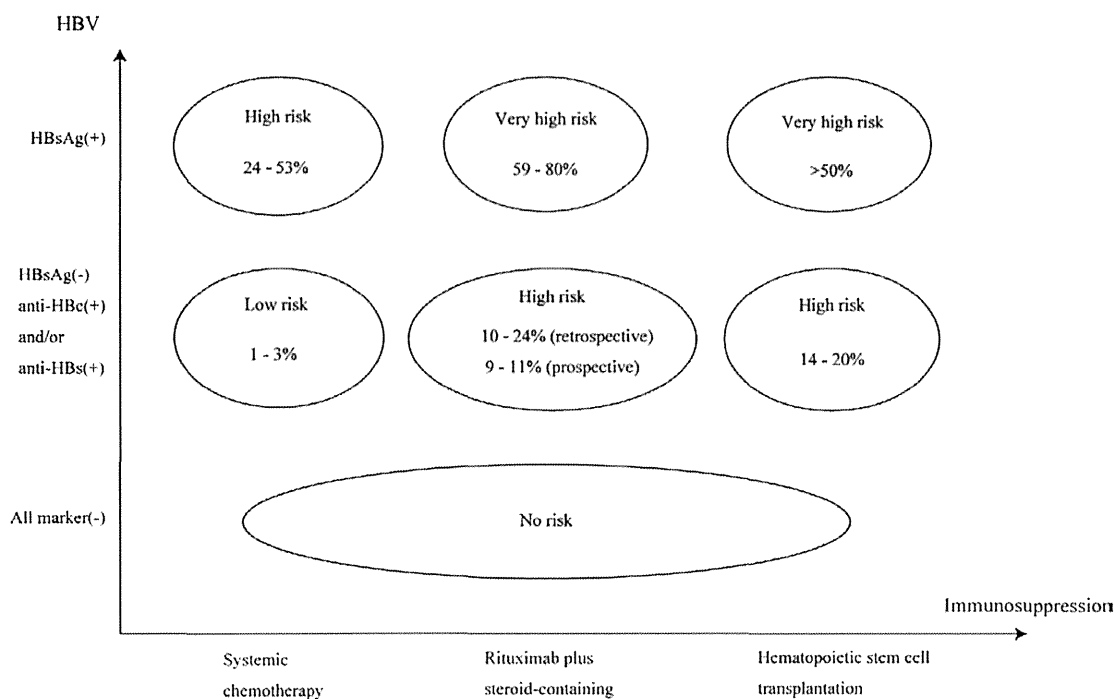 HBV
HBsAg(+)
High risk
24 - 53%
Very high risk
59 - 80%
Very high risk
>50%
HBsAg(-)
anti-HBc(+)
and/or
anti-HBs(+)
Low risk
1 - 3%
High risk
10 - 24% (retrospective)
9 - 11% (prospective)
High risk
14 - 20%
All marker(-)
No risk
Immunosuppression
Systemic
chemotherapy
Rituximab plus
steroid-containing
Hematopoietic stem cell
transplantation